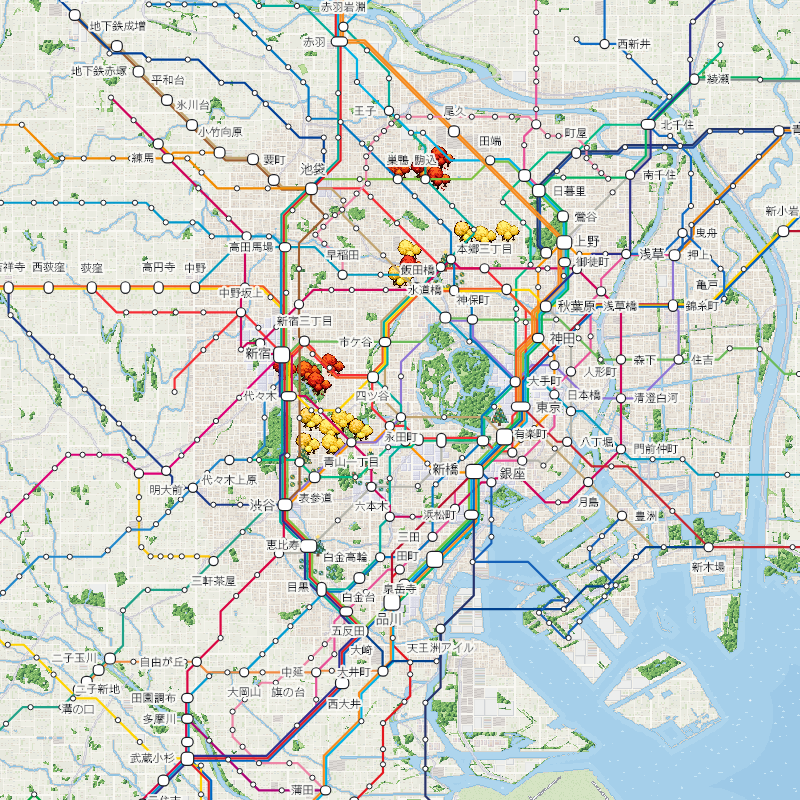 赤羽岩淵
地下鉄成増
赤羽
西新井
地下鉄赤塚
平和台
綾瀬
氷川台
王子
尾久
小竹向原
北千住
田端
町屋
練馬
要町
巣鴨
駒込
池袋
南千住
日暮里
新小岩
鶯谷
本郷三丁目
曳舟
高田馬場
上野
早稲田
浅草
押上
西荻窪
荻窪
高円寺
中野
飯田橋
御徒町
亀戸
中野坂上
水道橋
神保町
秋葉原
浅草橋
錦糸町
新宿三丁目
市ケ谷
神田
新宿
森下
住吉
人形町
大手町
代々木
四ツ谷
日本橋
清澄白河
東京
永田町
有楽町
八丁堀
門前仲町
青山一丁目
新橋
銀座
代々木上原
明大前
表参道
渋谷
六本木
月島
浜松町
豊洲
三田
恵比寿
白金高輪
田町
新木場
三軒茶屋
目黒
白金台
泉岳寺
品川
五反田
大崎
天王洲アイル
二子玉川
自由が丘
中延
大井町
二子新地
大岡山
旗の台
溝の口
田園調布
西大井
多摩川
武蔵小杉
蒲田